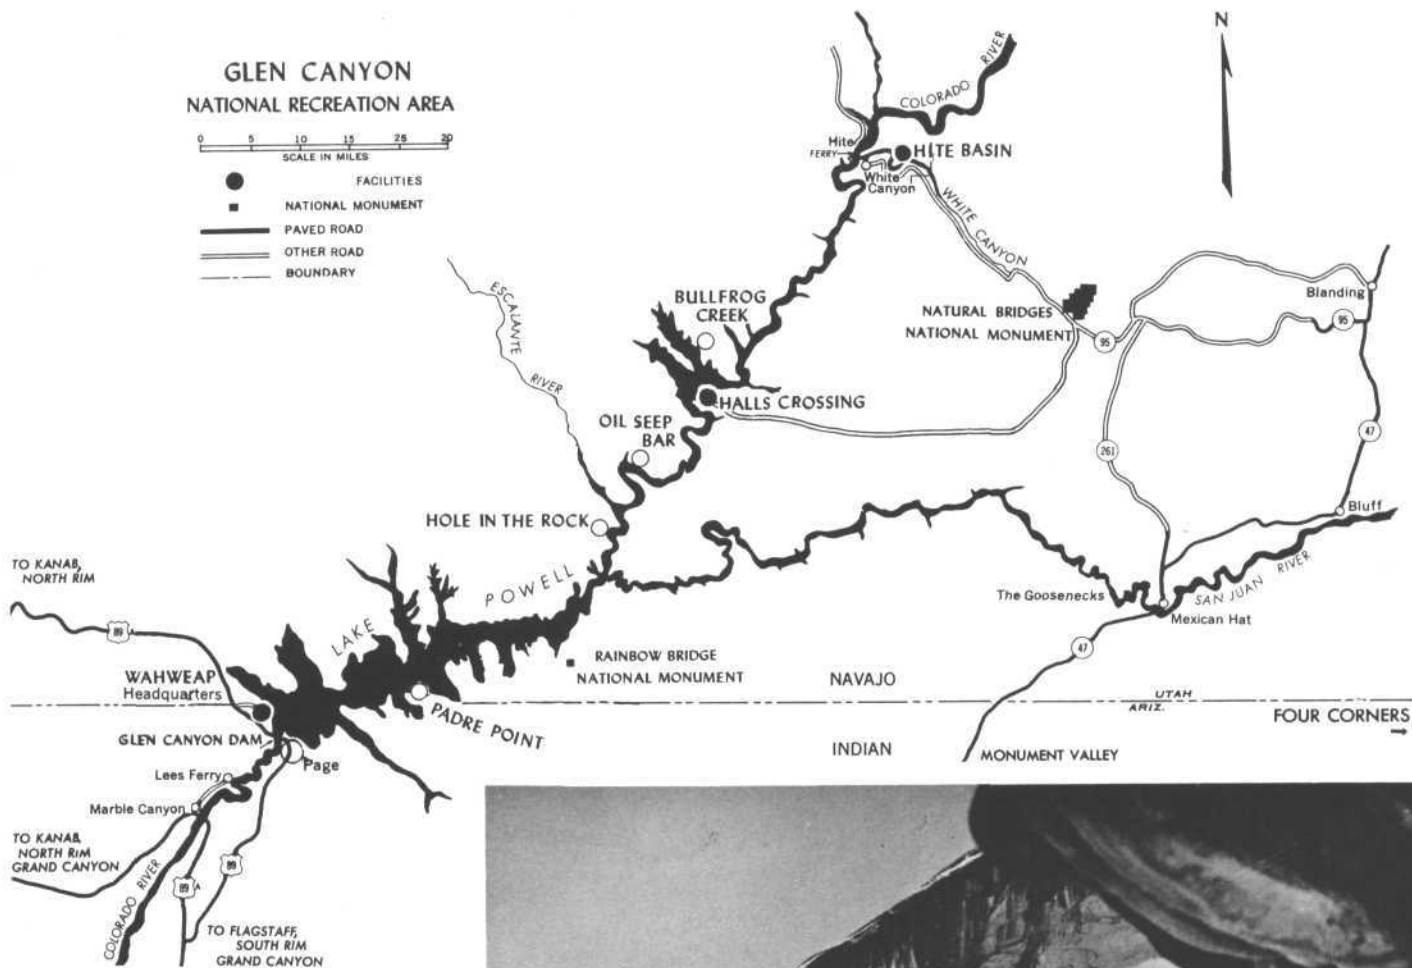 GLEN CANYON
NATIONAL RECREATION AREA
0 5 10 15 25 20
SCALE IN MILES
FACILITIES
NATIONAL MONUMENT
PAVED ROAD
OTHER ROAD
BOUNDARY
N
COLORADO RIVER
Hite
FERRY
HITE BASIN
White
Canyon
WHITE CANYON
ESCALANTE RIVER
BULLFROG
CREEK
NATURAL BRIDGES
NATIONAL MONUMENT
Blanding
95
95
HALLS CROSSING
OIL SEEP
BAR
47
261
HOLE IN THE ROCK
Bluff
TO KANAB,
NORTH RIM
LAKE POWELL
The Goosenecks
SAN JUAN RIVER
Mexican Hat
89
A
47
RAINBOW BRIDGE
NATIONAL MONUMENT
WAHWEAP
Headquarters
NAVAJO
UTAH
ARIZ.
PADRE POINT
FOUR CORNERS
GLEN CANYON DAM
INDIAN
MONUMENT VALLEY
Page
Lees Ferry
Marble Canyon
TO KANAB,
NORTH RIM
GRAND CANYON
89
89
A
COLORADO RIVER
TO FLAGSTAFF,
SOUTH RIM
GRAND CANYON